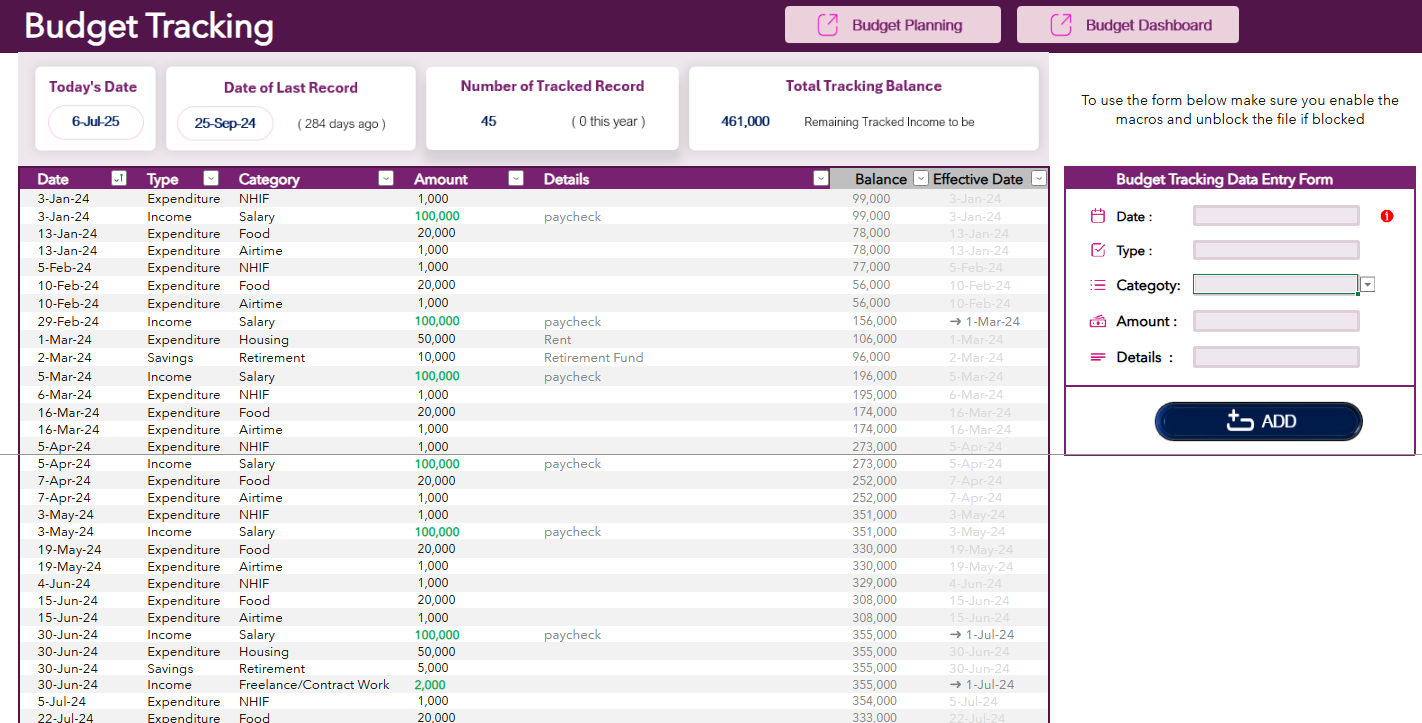 Budget Tracking
Budget Planning
Budget Dashboard
Today's Date
6-Jul-25
Date of Last Record
25-Sep-24 ( 284 days ago )
Number of Tracked Record
45 ( 0 this year )
Total Tracking Balance
461,000 Remaining Tracked Income to be
To use the form below make sure you enable the
macros and unblock the file if blocked
Date Type Category Amount Details Balance Effective Date
3-Jan-24 Expenditure NHIF 1,000 99,000 3-Jan-24
3-Jan-24 Income Salary 100,000 paycheck 99,000 3-Jan-24
13-Jan-24 Expenditure Food 20,000 78,000 13-Jan-24
13-Jan-24 Expenditure Airtime 1,000 78,000 13-Jan-24
5-Feb-24 Expenditure NHIF 1,000 77,000 5-Feb-24
10-Feb-24 Expenditure Food 20,000 56,000 10-Feb-24
10-Feb-24 Expenditure Airtime 1,000 56,000 10-Feb-24
29-Feb-24 Income Salary 100,000 paycheck 156,000 → 1-Mar-24
1-Mar-24 Expenditure Housing 50,000 Rent 106,000 1-Mar-24
2-Mar-24 Savings Retirement 10,000 Retirement Fund 96,000 2-Mar-24
5-Mar-24 Income Salary 100,000 paycheck 196,000 5-Mar-24
6-Mar-24 Expenditure NHIF 1,000 195,000 6-Mar-24
16-Mar-24 Expenditure Food 20,000 174,000 16-Mar-24
16-Mar-24 Expenditure Airtime 1,000 174,000 16-Mar-24
5-Apr-24 Expenditure NHIF 1,000 273,000 5-Apr-24
5-Apr-24 Income Salary 100,000 paycheck 273,000 5-Apr-24
7-Apr-24 Expenditure Food 20,000 252,000 7-Apr-24
7-Apr-24 Expenditure Airtime 1,000 252,000 7-Apr-24
3-May-24 Expenditure NHIF 1,000 351,000 3-May-24
3-May-24 Income Salary 100,000 paycheck 351,000 3-May-24
19-May-24 Expenditure Food 20,000 330,000 19-May-24
19-May-24 Expenditure Airtime 1,000 330,000 19-May-24
4-Jun-24 Expenditure NHIF 1,000 329,000 4-Jun-24
15-Jun-24 Expenditure Food 20,000 308,000 15-Jun-24
15-Jun-24 Expenditure Airtime 1,000 308,000 15-Jun-24
30-Jun-24 Income Salary 100,000 paycheck 355,000 → 1-Jul-24
30-Jun-24 Expenditure Housing 50,000 355,000 30-Jun-24
30-Jun-24 Savings Retirement 5,000 355,000 30-Jun-24
30-Jun-24 Income Freelance/Contract Work 2,000 355,000 → 1-Jul-24
5-Jul-24 Expenditure NHIF 1,000 354,000 5-Jul-24
22-Jul-24 Expenditure Food 20,000 333,000 22-Jul-24
Budget Tracking Data Entry Form
Date :
Type :
Categoty:
Amount :
Details :
ADD